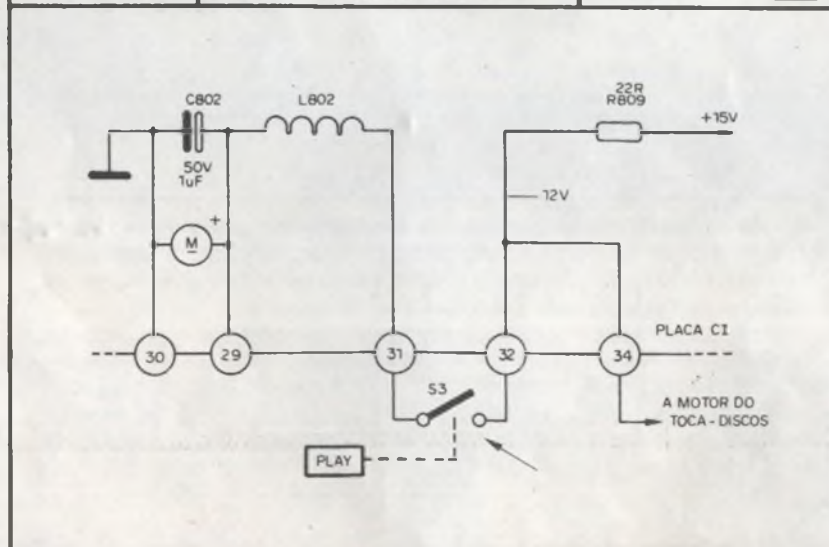 C802
L802
22R
R809
+15V
50V
1uF
12V
+
M
PLACA CI
30
29
31
32
34
S3
A MOTOR DO
TOCA-DISCOS
PLAY